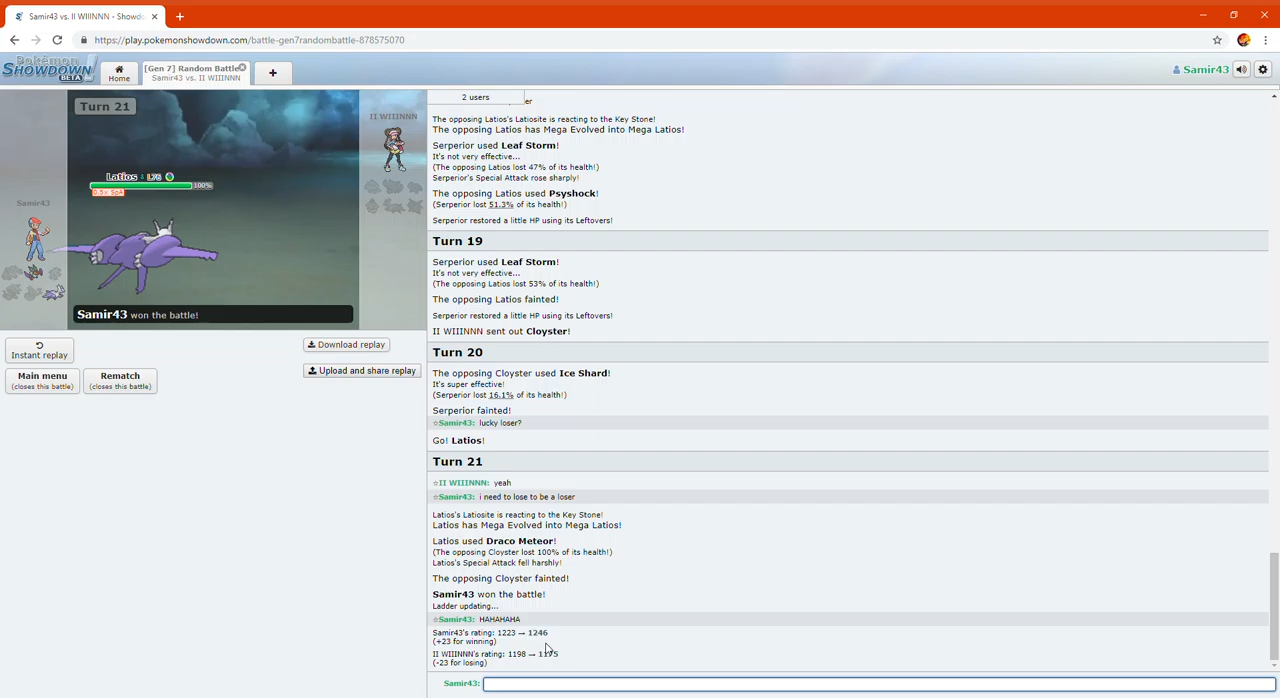 Samir43 vs. II WIIINNN - Showd
https://play.pokemonshowdown.com/battle-gen7randombattle-878575070
Pokémon
SHOWDOWN
BETA
Home
[Gen 7] Random Battle
Samir43 vs. II WIIINNN
Samir43
Turn 21
II WIIINNN
Latios L76
100%
0.5× SpA
Samir43
Samir43 won the battle!
Instant replay
Download replay
Upload and share replay
Main menu
(closes this battle)
Rematch
(closes this battle)
2 users
The opposing Latios's Latiosite is reacting to the Key Stone!
The opposing Latios has Mega Evolved into Mega Latios!
Serperior used Leaf Storm!
It's not very effective...
(The opposing Latios lost 47% of its health!)
Serperior's Special Attack rose sharply!
The opposing Latios used Psyshock!
(Serperior lost 51.3% of its health!)
Serperior restored a little HP using its Leftovers!
Turn 19
Serperior used Leaf Storm!
It's not very effective...
(The opposing Latios lost 53% of its health!)
The opposing Latios fainted!
Serperior restored a little HP using its Leftovers!
II WIIINNN sent out Cloyster!
Turn 20
The opposing Cloyster used Ice Shard!
It's super effective!
(Serperior lost 16.1% of its health!)
Serperior fainted!
☆Samir43: lucky loser?
Go! Latios!
Turn 21
☆II WIIINNN: yeah
☆Samir43: i need to lose to be a loser
Latios's Latiosite is reacting to the Key Stone!
Latios has Mega Evolved into Mega Latios!
Latios used Draco Meteor!
(The opposing Cloyster lost 100% of its health!)
Latios's Special Attack fell harshly!
The opposing Cloyster fainted!
Samir43 won the battle!
Ladder updating...
☆Samir43: HAHAHAHA
Samir43's rating: 1223 → 1246
(+23 for winning)
II WIIINNN's rating: 1198 → 1175
(-23 for losing)
Samir43: